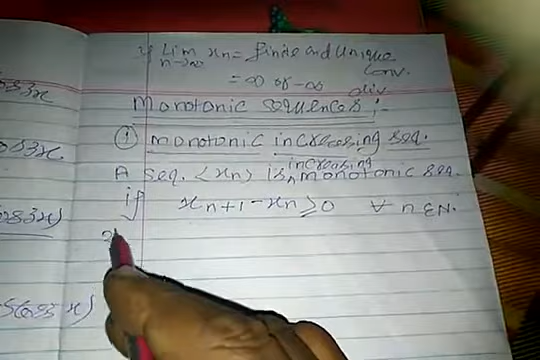 if Lim n→∞ xn = finite and unique conv.
= ∞ or -∞ div
Monotonic sequences :-
① monotonic increasing seq.
A seq. <xn> is increasing monotonic seq.
if xn+1 - xn ≥ 0 ∀ n ∈ N.